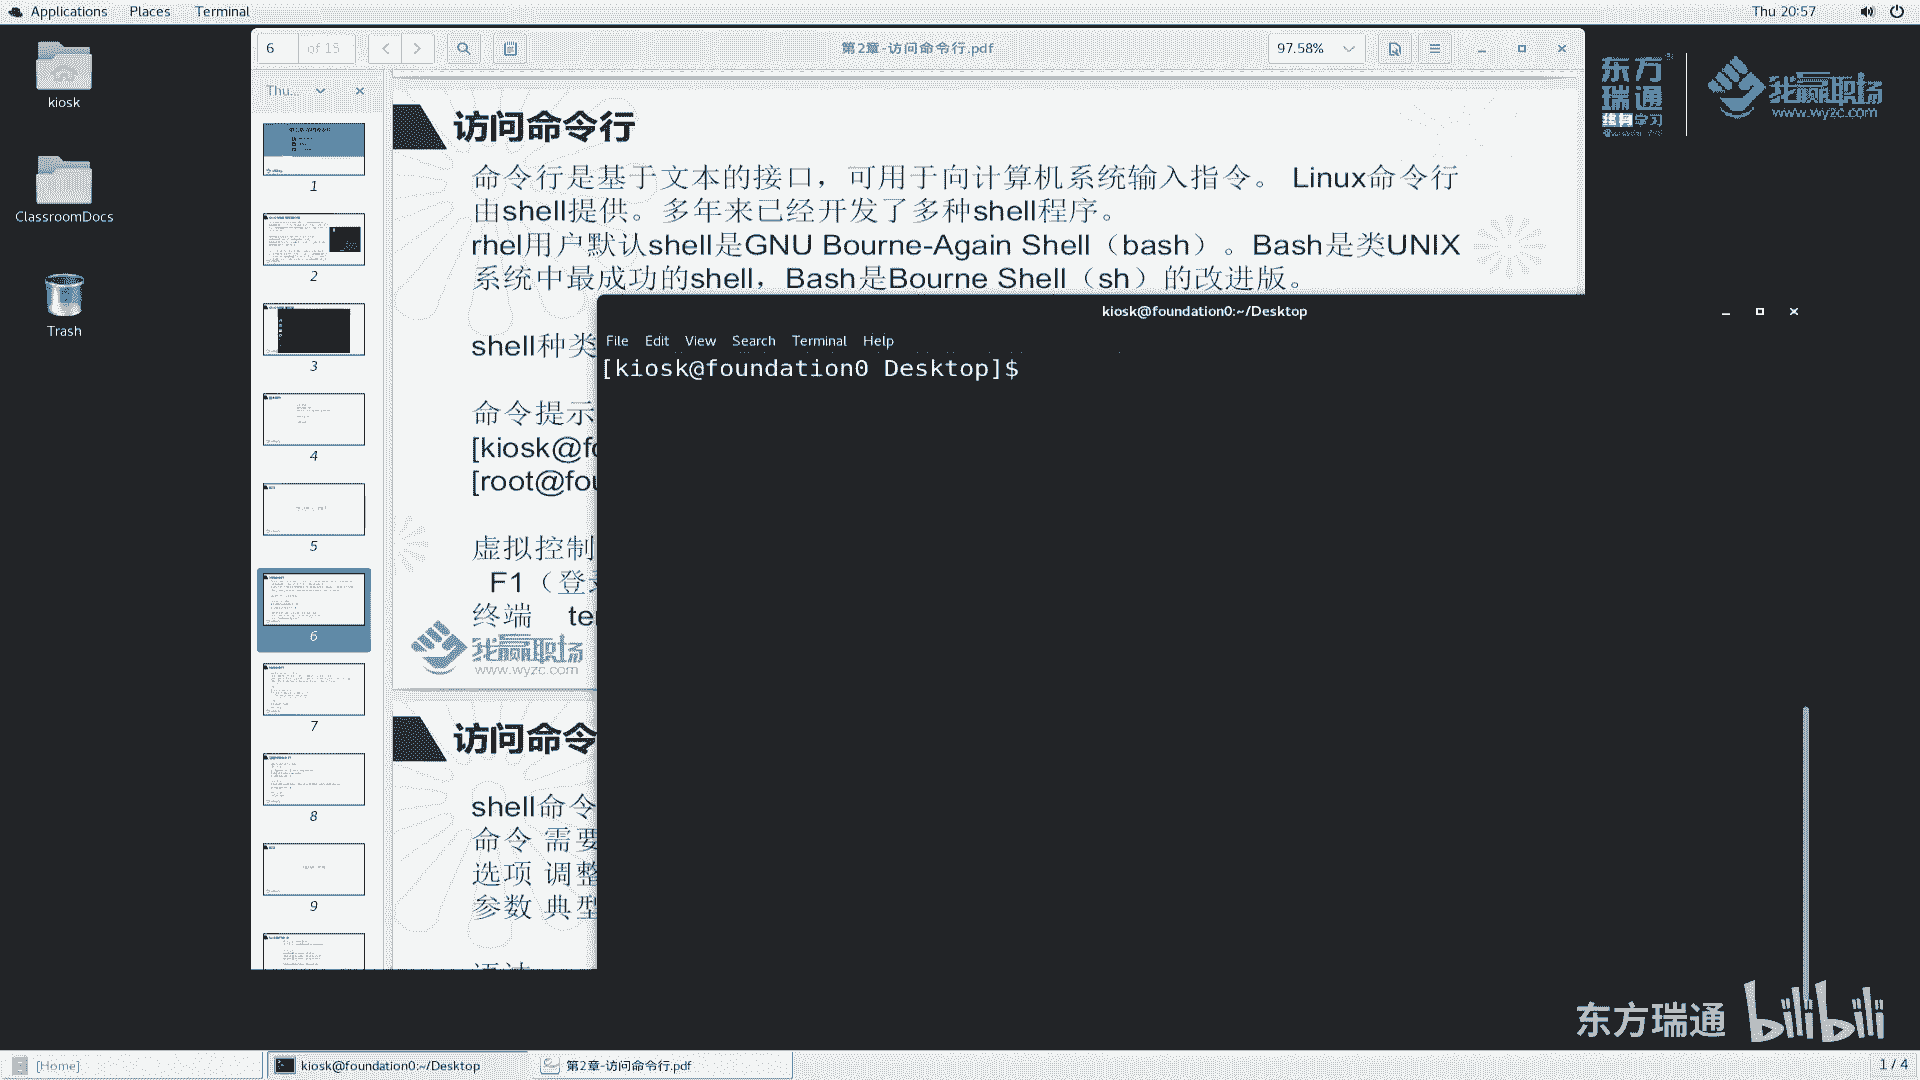 Applications Places Terminal
Thu 20:57
kiosk
ClassroomDocs
Trash
6 of 15
第2章-访问命令行.pdf
97.58%
Thu...
1
2
3
4
5
6
7
8
9
访问命令行
命令行是基于文本的接口，可用于向计算机系统输入指令。 Linux命令行
由shell提供。多年来已经开发了多种shell程序。
rhel用户默认shell是GNU Bourne-Again Shell（bash）。Bash是类UNIX
系统中最成功的shell，Bash是Bourne Shell（sh）的改进版。
shell种类
命令提示
[kiosk@fo
[root@fou
虚拟控制
F1（登录
终端 te
我赢职场
www.wyzc.com
访问命令
shell命令
命令 需要
选项 调整
参数 典型
kiosk@foundation0:~/Desktop
File Edit View Search Terminal Help
[kiosk@foundation0 Desktop]$
东方
瑞通
终身学习
我赢职场
www.wyzc.com
东方瑞通 bilibili
[Home]
kiosk@foundation0:~/Desktop
第2章-访问命令行.pdf
1 / 4